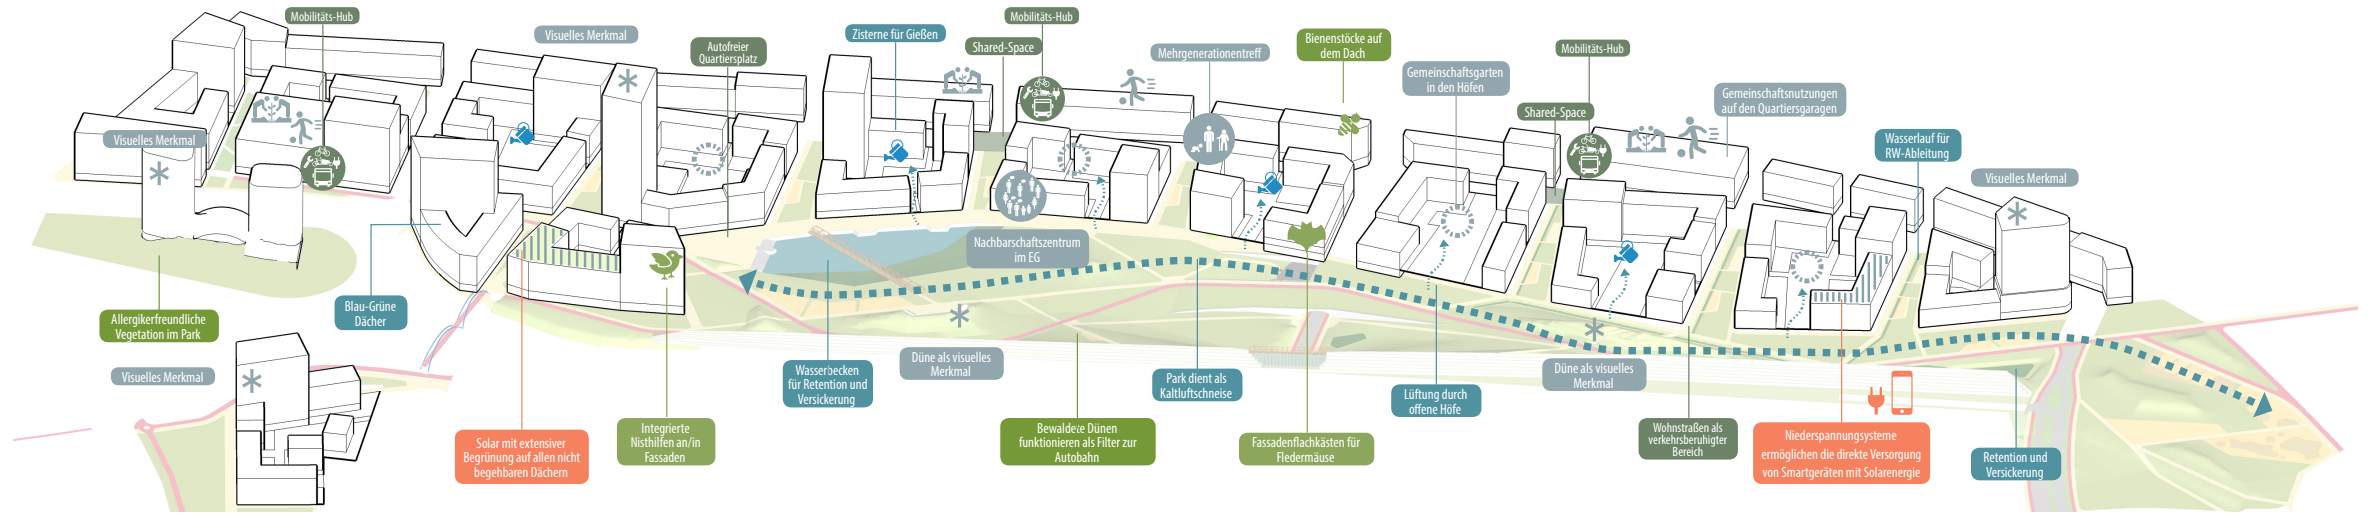 Mobilitäts-Hub
Visuelles Merkmal
Autofreier
Quartiersplatz
Zisterne für Gießen
Shared-Space
Mobilitäts-Hub
Mehrgenerationentreff
Bienenstöcke auf
dem Dach
Gemeinschaftsgarten
in den Höfen
Mobilitäts-Hub
Shared-Space
Gemeinschaftsnutzungen
auf den Quartiersgaragen
Wasserlauf für
RW-Ableitung
Visuelles Merkmal
Visuelles Merkmal
Nachbarschaftszentrum
im EG
Allergikerfreundliche
Vegetation im Park
Blau-Grüne
Dächer
Visuelles Merkmal
Solar mit extensiver
Begrünung auf allen nicht
begehbaren Dächern
Integrierte
Nisthilfen an/in
Fassaden
Wasserbecken
für Retention und
Versickerung
Düne als visuelles
Merkmal
Bewaldete Dünen
funktionieren als Filter zur
Autobahn
Park dient als
Kaltluftschneise
Fassadenflachkästen für
Fledermäuse
Lüftung durch
offene Höfe
Düne als visuelles
Merkmal
Wohnstraßen als
verkehrsberuhigter
Bereich
Niederspannungsysteme
ermöglichen die direkte Versorgung
von Smartgeräten mit Solarenergie
Retention und
Versickerung